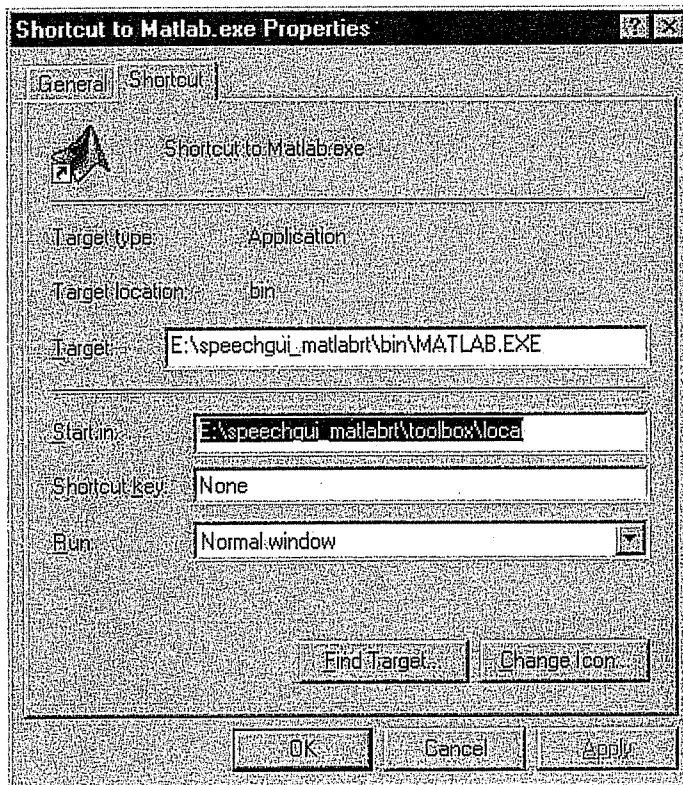 Shortcut to Matlab.exe Properties
General Shortcut
Shortcut to Matlab.exe
Target type: Application
Target location: bin
Target: E:\speechgui_matlabrt\bin\MATLAB.EXE
Start in: E:\speechgui_matlabrt\toolbox\loca
Shortcut key: None
Run: Normal window
Find Target... Change Icon...
OK Cancel Apply